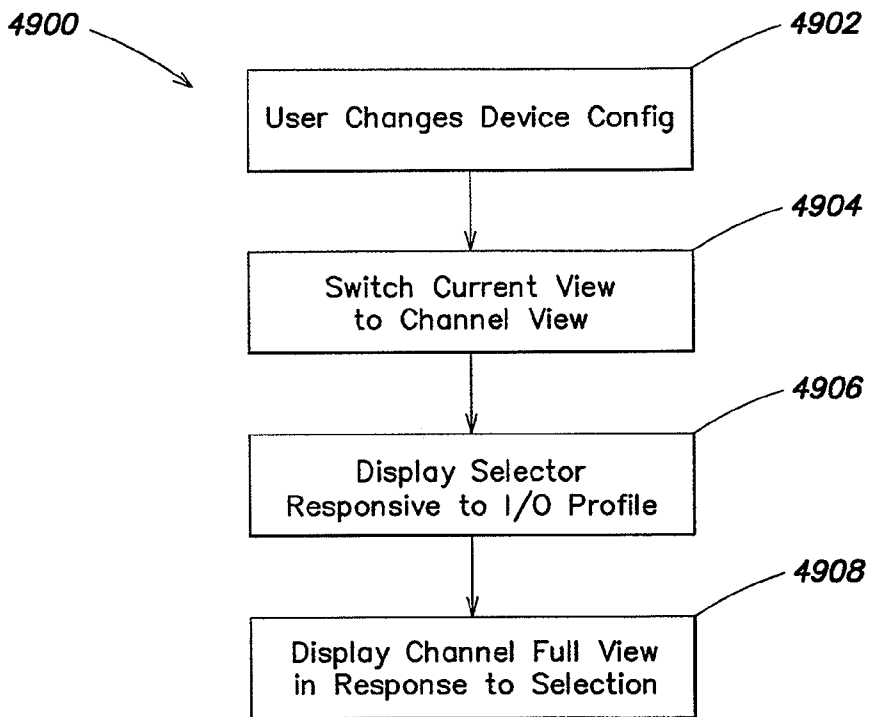 4900
4902
User Changes Device Config
4904
Switch Current View
to Channel View
4906
Display Selector
Responsive to I/O Profile
4908
Display Channel Full View
in Response to Selection